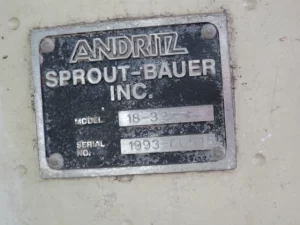 ANDRITZ
SPROUT-BAUER
INC.
MODEL
SERIAL
NO.